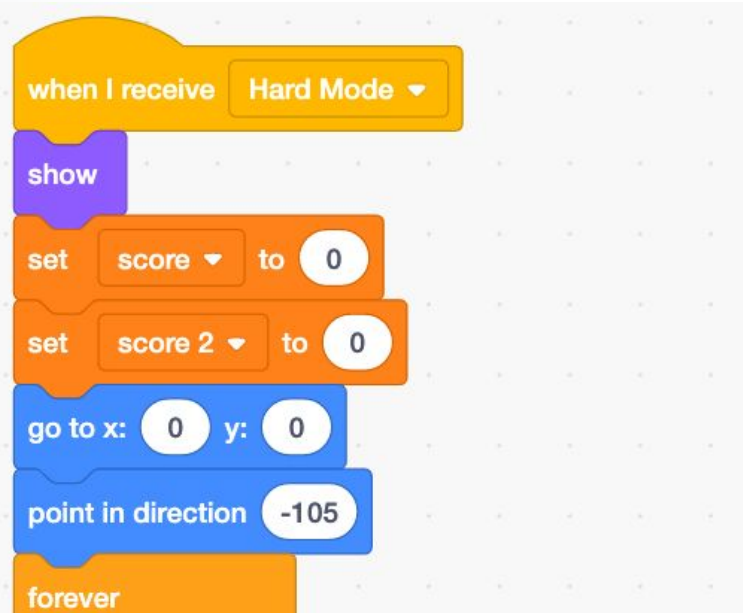 when I receive Hard Mode
show
set score to 0
set score 2 to 0
go to x: 0 y: 0
point in direction -105
forever